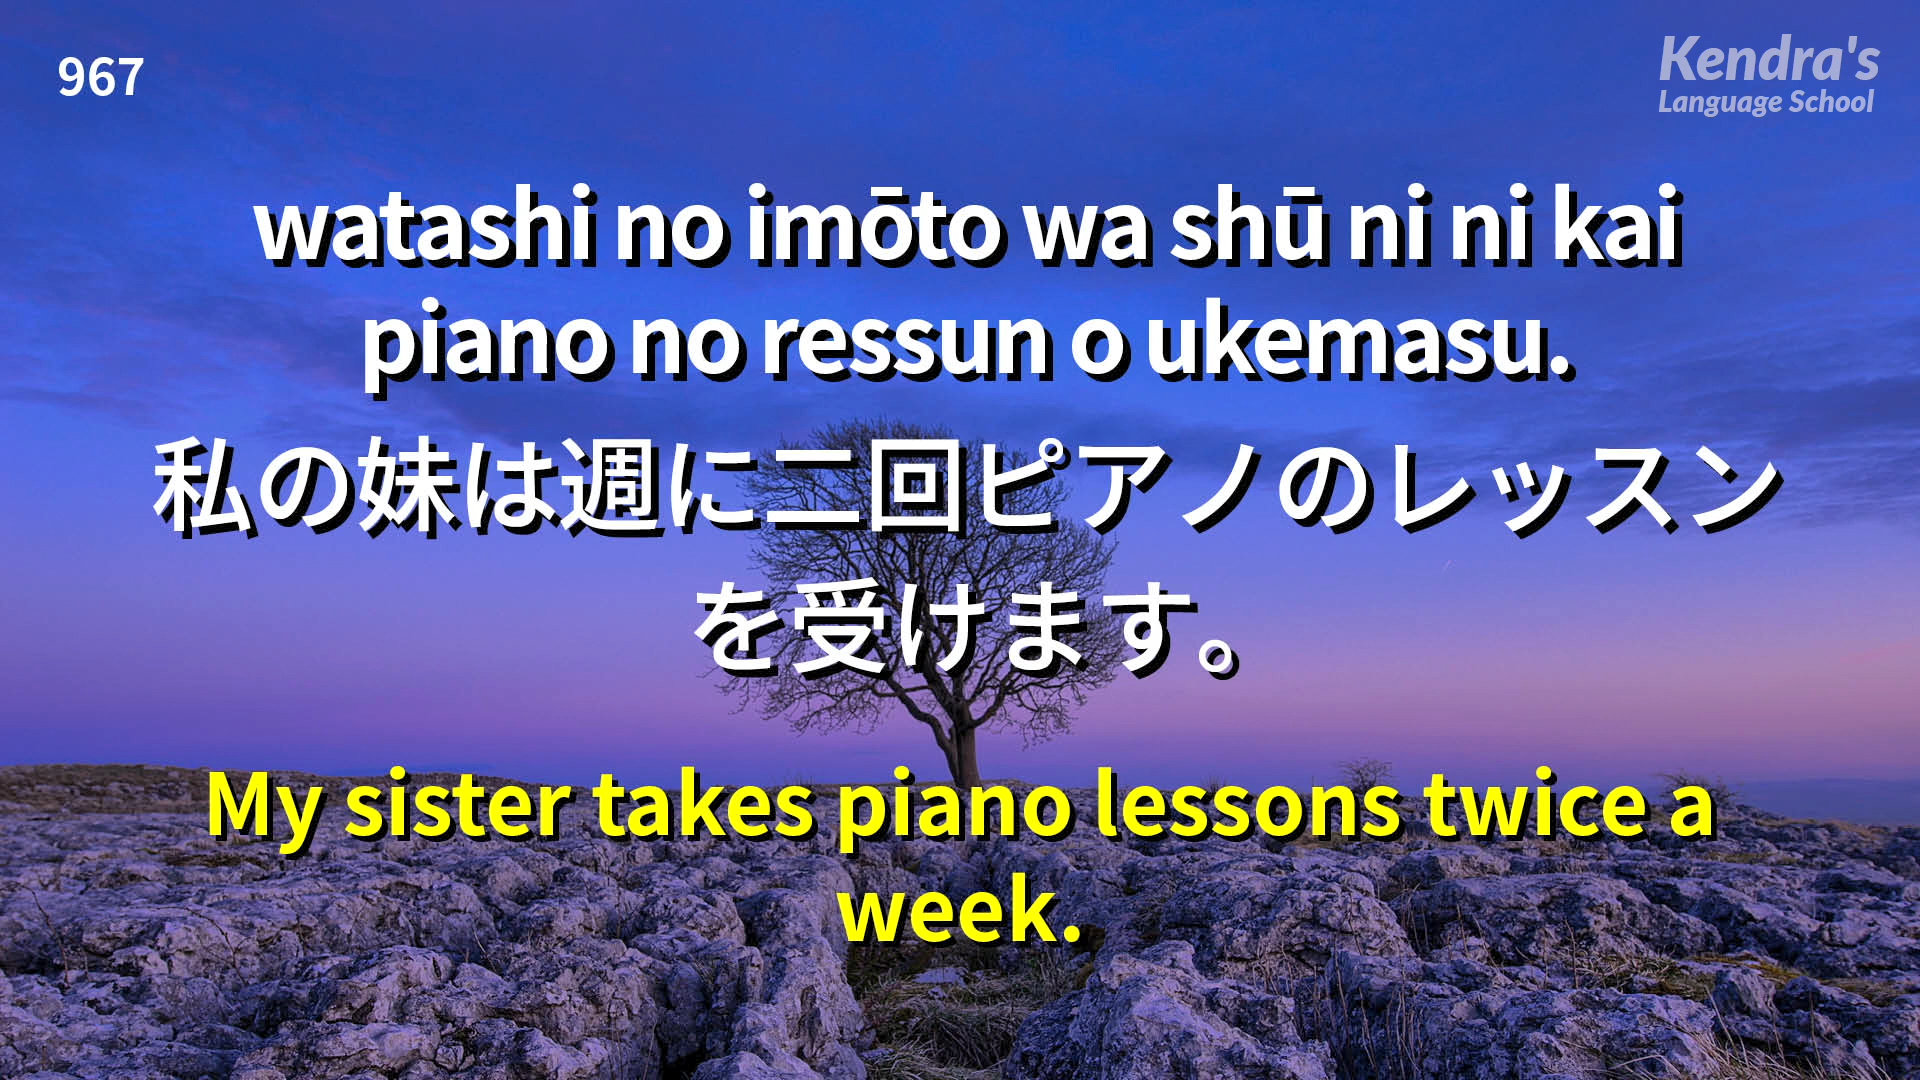 967
Kendra's
Language School
watashi no imōto wa shū ni ni kai
piano no ressun o ukemasu.
私の妹は週に二回ピアノのレッスン
を受けます。
My sister takes piano lessons twice a
week.